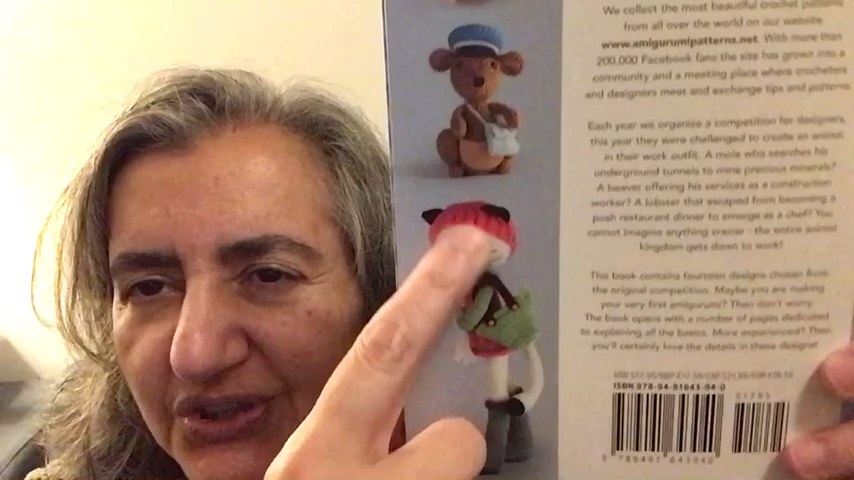 We collect the most beautiful crochet patterns
from all over the world on our website
www.amigurumipatterns.net. With more than
200,000 Facebook fans the site has grown into a
community and a meeting place where crocheters
and designers meet and exchange tips and patterns.
Each year we organize a competition for designers,
this year they were challenged to create an animal
in their work outfit. A mole who searches his
underground tunnels to mine precious minerals?
A beaver offering his services as a construction
worker? A lobster that escaped from becoming a
posh restaurant dinner to emerge as a chef? You
cannot imagine anything crazier - the entire animal
kingdom gets down to work!
This book contains fourteen designs chosen from
the original competition. Maybe you are making
your very first amigurumi? Then don't worry.
The book opens with a number of pages dedicated
to explaining all the basics. More experienced? Then
you'll certainly love the details in these designs!
ISBN 978-94-91643-04-0
51795
9 789491 643040